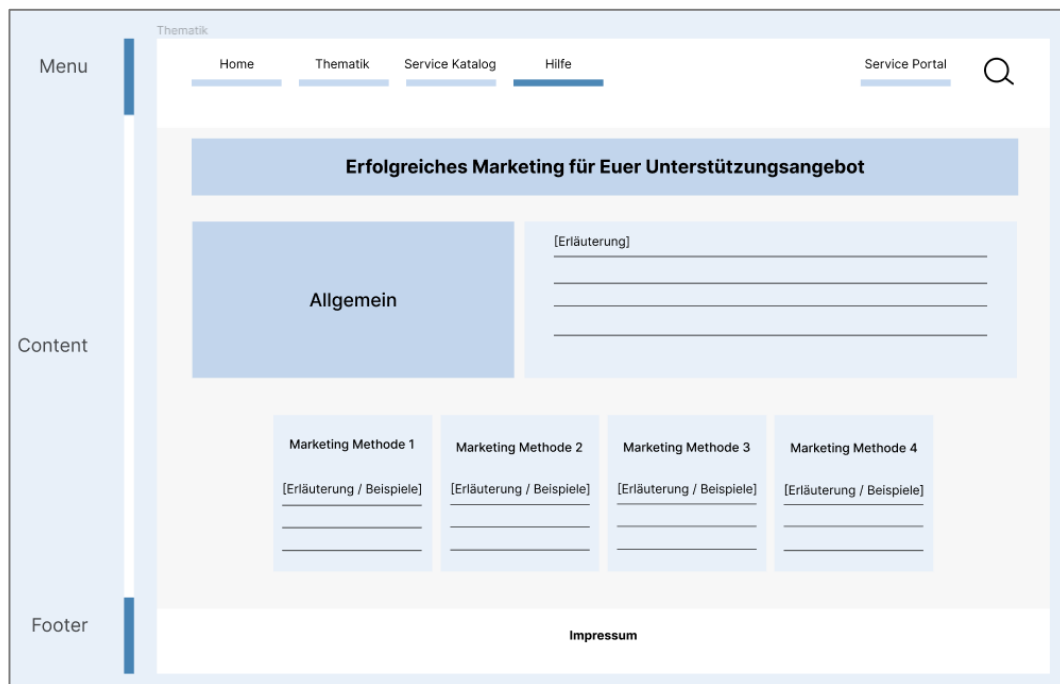 Thematik
Menu
Home Thematik Service Katalog Hilfe Service Portal
Erfolgreiches Marketing für Euer Unterstützungsangebot
[Erläuterung]
Allgemein
Content
Marketing Methode 1 Marketing Methode 2 Marketing Methode 3 Marketing Methode 4
[Erläuterung / Beispiele] [Erläuterung / Beispiele] [Erläuterung / Beispiele] [Erläuterung / Beispiele]
Footer
Impressum